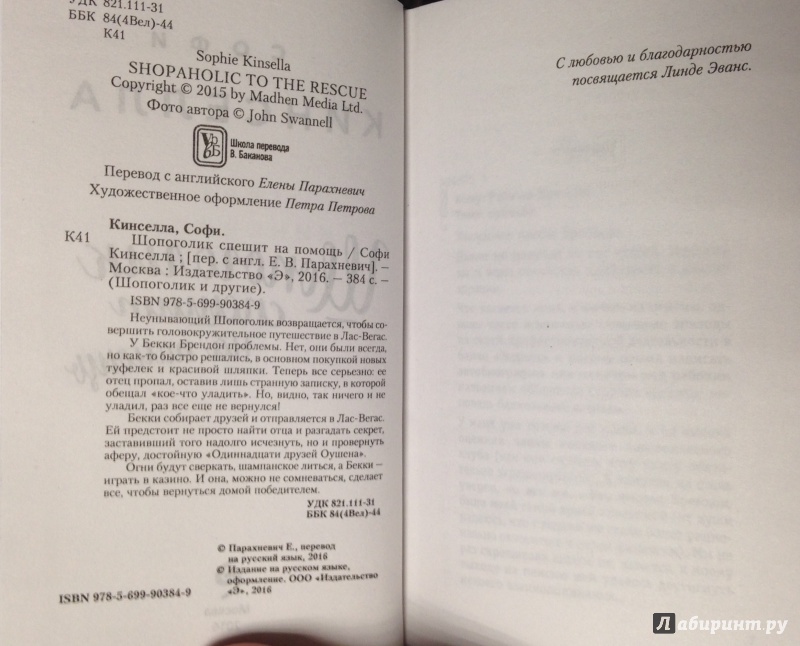 УДК 821.111-31
ББК 84(4Вел)-44
К41
Sophie Kinsella
SHOPAHOLIC TO THE RESCUE
Copyright © 2015 by Madhen Media Ltd.
Фото автора © John Swannell
Школа перевода
В. Баканова
Перевод с английского Елены Парахневич
Художественное оформление Петра Петрова
Кинселла, Софи.
К41
Шопоголик спешит на помощь / Софи
Кинселла ; [пер. с англ. Е. В. Парахневич]. –
Москва : Издательство «Э», 2016. – 384 с. –
(Шопоголик и другие).
ISBN 978-5-699-90384-9
Неунывающий Шопоголик возвращается, чтобы со-
вершить головокружительное путешествие в Лас-Вегас.
У Бекки Брендон проблемы. Нет, они были всегда,
но как-то быстро решались, в основном покупкой новых
туфелек и красивой шляпки. Теперь все серьезно: ее
отец пропал, оставив лишь странную записку, в которой
обещал «кое-что уладить». Но, видно, так ничего и не
уладил, раз все еще не вернулся!
Бекки собирает друзей и отправляется в Лас-Вегас.
Ей предстоит не просто найти отца и разгадать секрет,
заставивший того надолго исчезнуть, но и провернуть
аферу, достойную «Одиннадцати друзей Оушена».
Огни будут сверкать, шампанское литься, а Бекки –
играть в казино. И она, можно не сомневаться, сделает
все, чтобы вернуться домой победителем.
УДК 821.111-31
ББК 84(4Вел)-44
© Парахневич Е., перевод
на русский язык, 2016
© Издание на русском языке,
оформление. ООО «Издательство
«Э», 2016
ISBN 978-5-699-90384-9
С любовью и благодарностью
посвящается Линде Эванс.
Лабиринт.ру